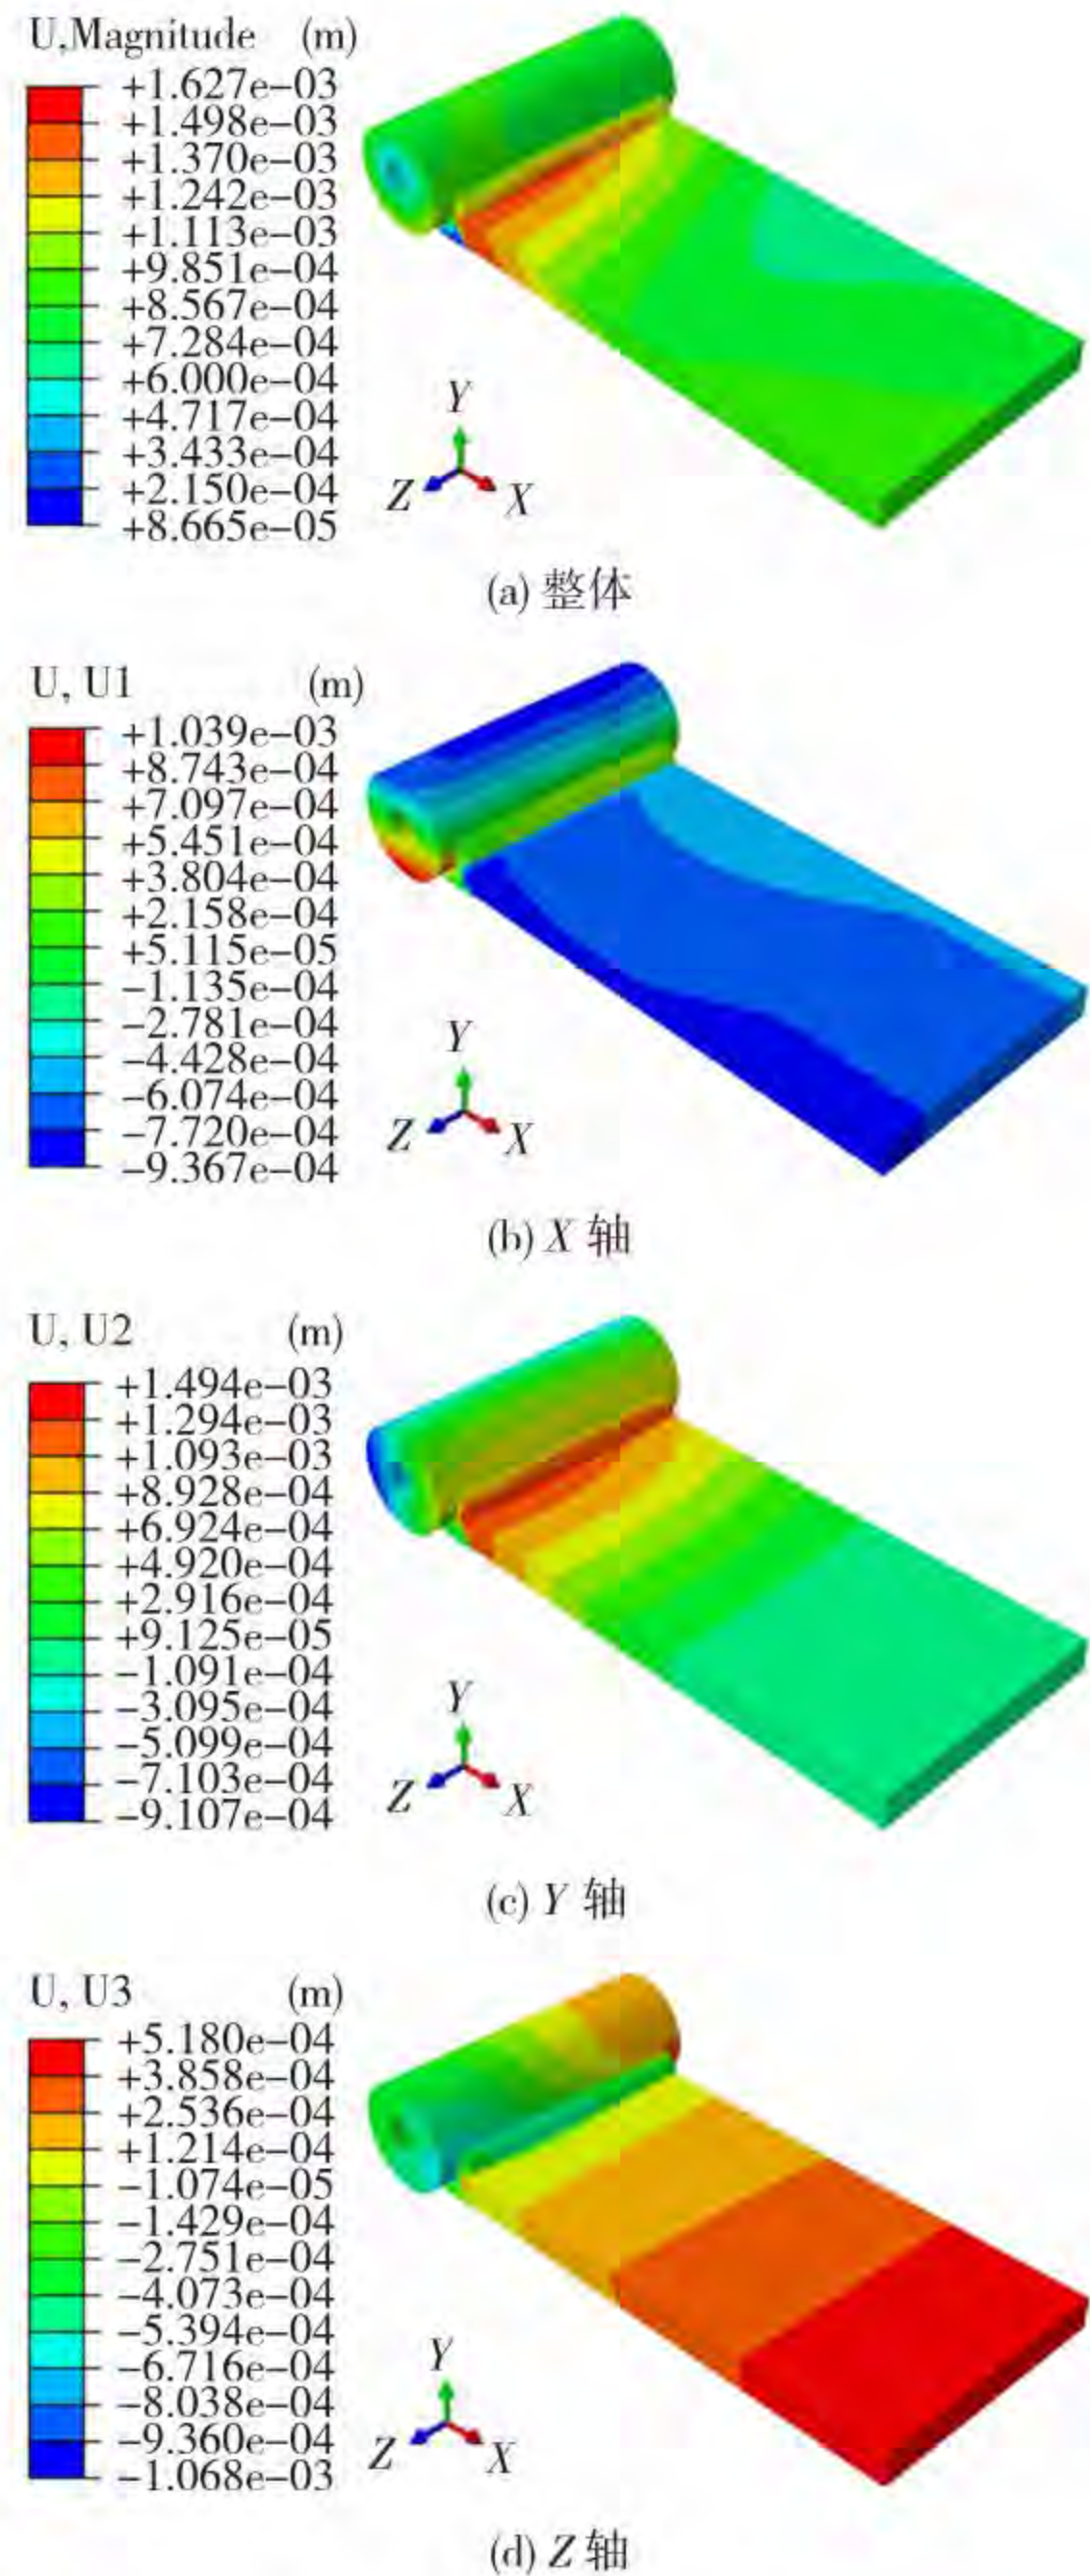 U,Magnitude (m)
+1.627e−03
+1.498e−03
+1.370e−03
+1.242e−03
+1.113e−03
+9.851e−04
+8.567e−04
+7.284e−04
+6.000e−04
+4.717e−04
+3.433e−04
+2.150e−04
+8.665e−05
Y
Z X
(a) 整体
U, U1 (m)
+1.039e−03
+8.743e−04
+7.097e−04
+5.451e−04
+3.804e−04
+2.158e−04
+5.115e−05
−1.135e−04
−2.781e−04
−4.428e−04
−6.074e−04
−7.720e−04
−9.367e−04
Y
Z X
(b) X 轴
U, U2 (m)
+1.494e−03
+1.294e−03
+1.093e−03
+8.928e−04
+6.924e−04
+4.920e−04
+2.916e−04
+9.125e−05
−1.091e−04
−3.095e−04
−5.099e−04
−7.103e−04
−9.107e−04
Y
Z X
(c) Y 轴
U, U3 (m)
+5.180e−04
+3.858e−04
+2.536e−04
+1.214e−04
−1.074e−05
−1.429e−04
−2.751e−04
−4.073e−04
−5.394e−04
−6.716e−04
−8.038e−04
−9.360e−04
−1.068e−03
Y
Z X
(d) Z 轴